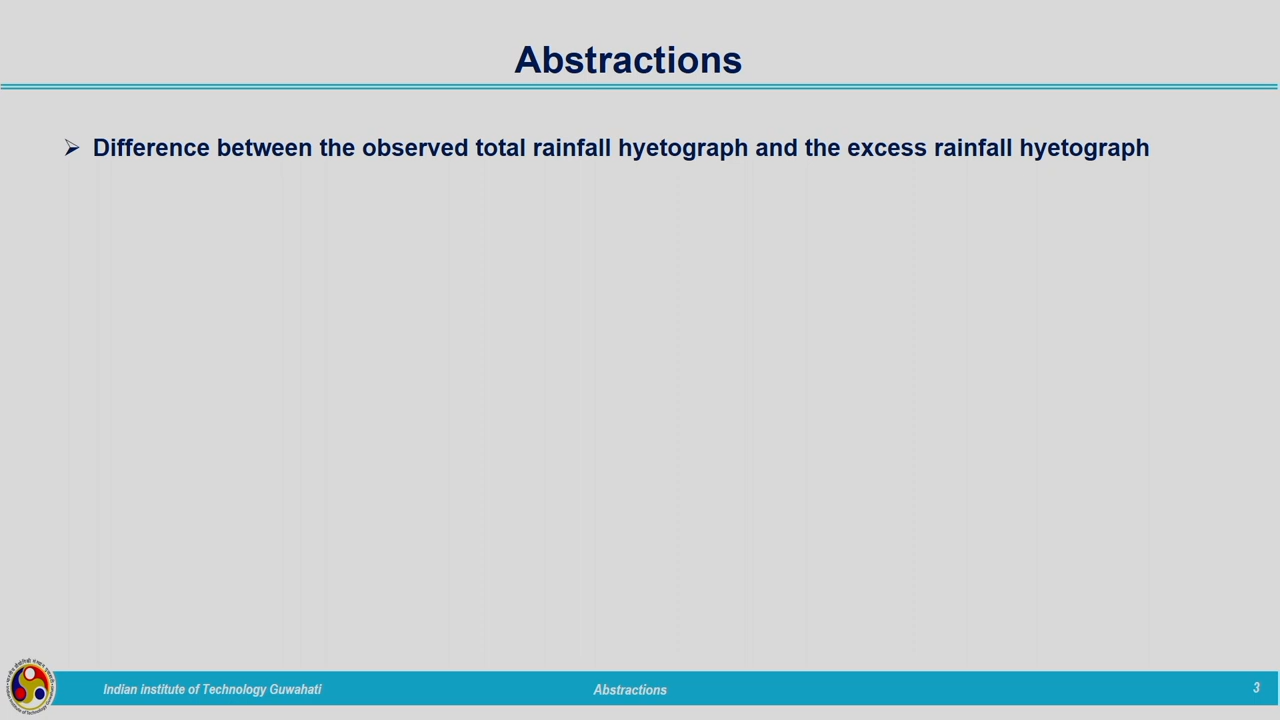 Abstractions
➢ Difference between the observed total rainfall hyetograph and the excess rainfall hyetograph
Indian institute of Technology Guwahati
Abstractions
3